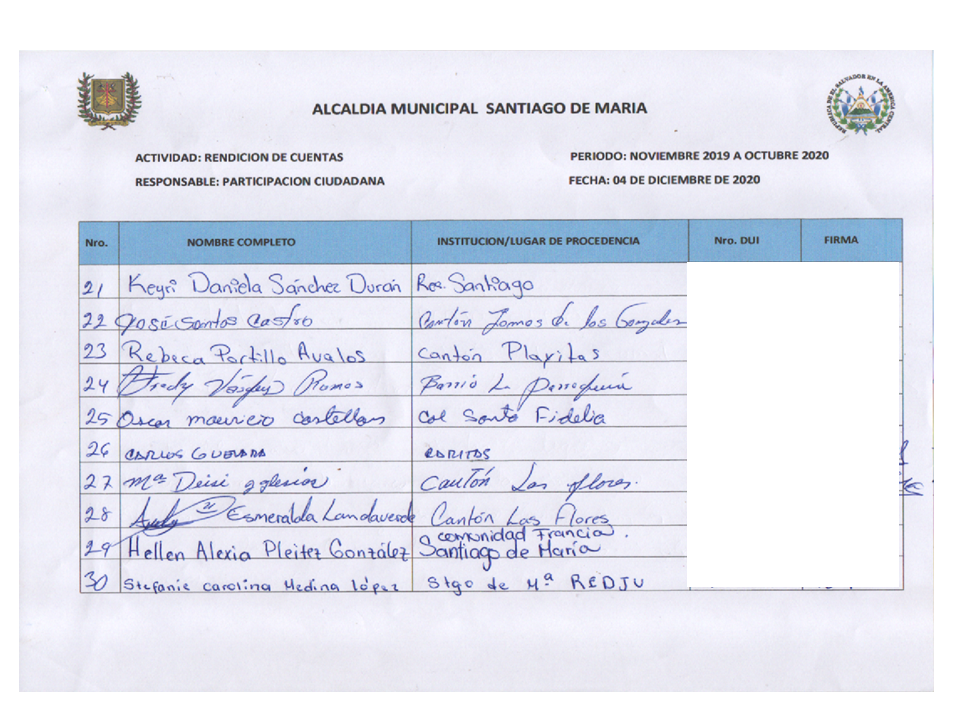 ALCALDIA MUNICIPAL SANTIAGO DE MARIA
ACTIVIDAD: RENDICION DE CUENTAS PERIODO: NOVIEMBRE 2019 A OCTUBRE 2020
RESPONSABLE: PARTICIPACION CIUDADANA FECHA: 04 DE DICIEMBRE DE 2020
Nro. NOMBRE COMPLETO INSTITUCION/LUGAR DE PROCEDENCIA Nro. DUI FIRMA
21 Keyri Daniela Sánchez Durán Res. Santiago
22 José Santos Castro Cantón Lomas de los González
23 Rebeca Portillo Avalos Cantón Playitas
24 Fredy Ramos Barrio La Parroquia
25 Oscar mauricio castellon col Santa Fidelia
26 CARLOS GUEVARA CARITAS
27 Mª Deisi yglesias Cantón Las flores.
28 Esmeralda Landaverde Cantón Las Flores
comunidad Francia.
29 Hellen Alexia Pleitez González Santiago de María
30 Stefanie carolina Medina López Stgo de Mª REDJU